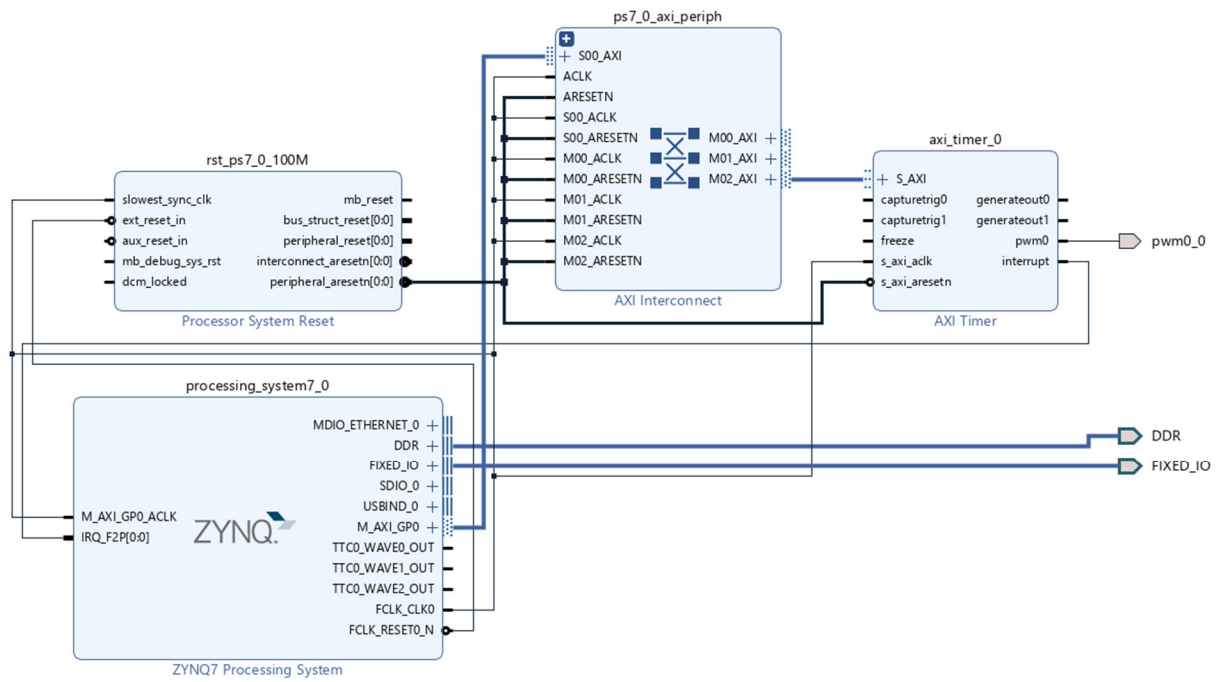 ps7_0_axi_periph
S00_AXI
ACLK
ARESETN
S00_ACLK
S00_ARESETN
M00_ACLK
M00_ARESETN
M01_ACLK
M01_ARESETN
M02_ACLK
M02_ARESETN
M00_AXI
M01_AXI
M02_AXI
AXI Interconnect
axi_timer_0
S_AXI
capturetrig0
capturetrig1
freeze
s_axi_aclk
s_axi_aresetn
generateout0
generateout1
pwm0
interrupt
AXI Timer
pwm0_0
rst_ps7_0_100M
slowest_sync_clk
ext_reset_in
aux_reset_in
mb_debug_sys_rst
dcm_locked
mb_reset
bus_struct_reset[0:0]
peripheral_reset[0:0]
interconnect_aresetn[0:0]
peripheral_aresetn[0:0]
Processor System Reset
processing_system7_0
M_AXI_GP0_ACLK
IRQ_F2P[0:0]
ZYNQ
MDIO_ETHERNET_0
DDR
FIXED_IO
SDIO_0
USBIND_0
M_AXI_GP0
TTC0_WAVE0_OUT
TTC0_WAVE1_OUT
TTC0_WAVE2_OUT
FCLK_CLK0
FCLK_RESET0_N
ZYNQ7 Processing System
DDR
FIXED_IO